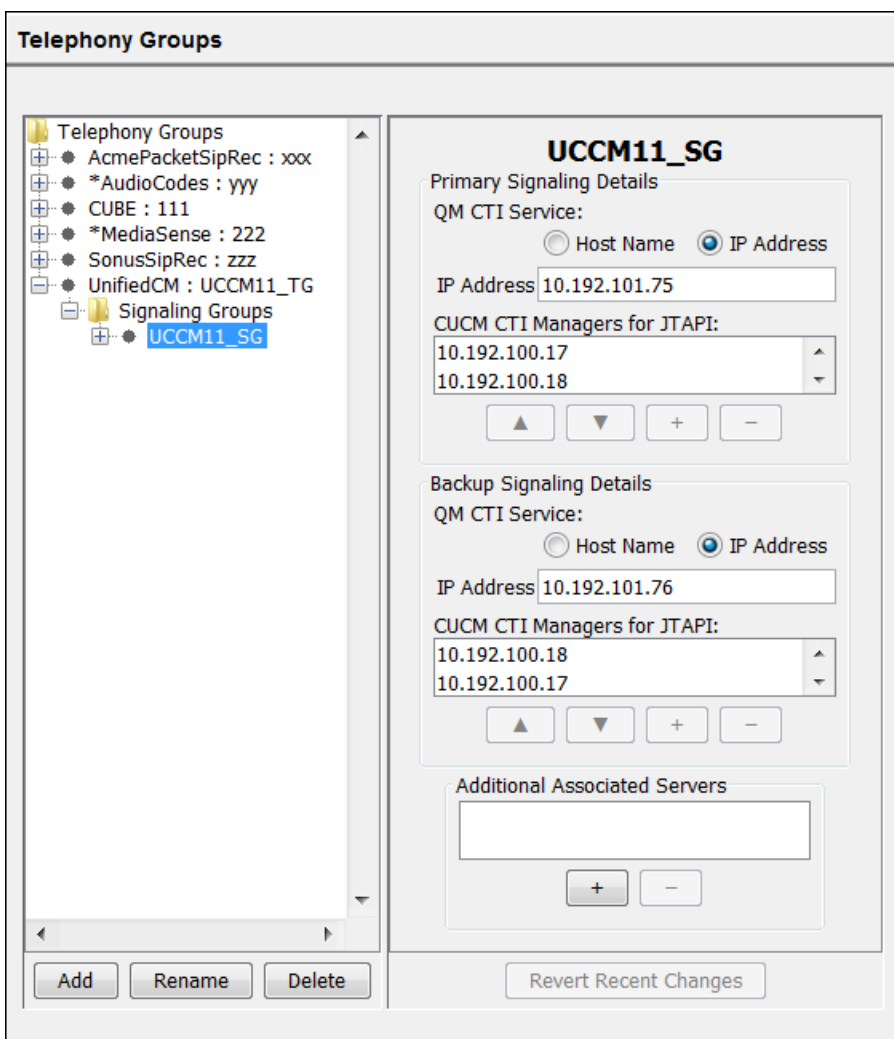 Telephony Groups
Telephony Groups
AcmePacketSipRec : xxx
*AudioCodes : yyy
CUBE : 111
*MediaSense : 222
SonusSipRec : zzz
UnifiedCM : UCCM11_TG
Signaling Groups
UCCM11_SG
Add Rename Delete
UCCM11_SG
Primary Signaling Details
QM CTI Service:
Host Name IP Address
IP Address 10.192.101.75
CUCM CTI Managers for JTAPI:
10.192.100.17
10.192.100.18
Backup Signaling Details
QM CTI Service:
Host Name IP Address
IP Address 10.192.101.76
CUCM CTI Managers for JTAPI:
10.192.100.18
10.192.100.17
Additional Associated Servers
Revert Recent Changes